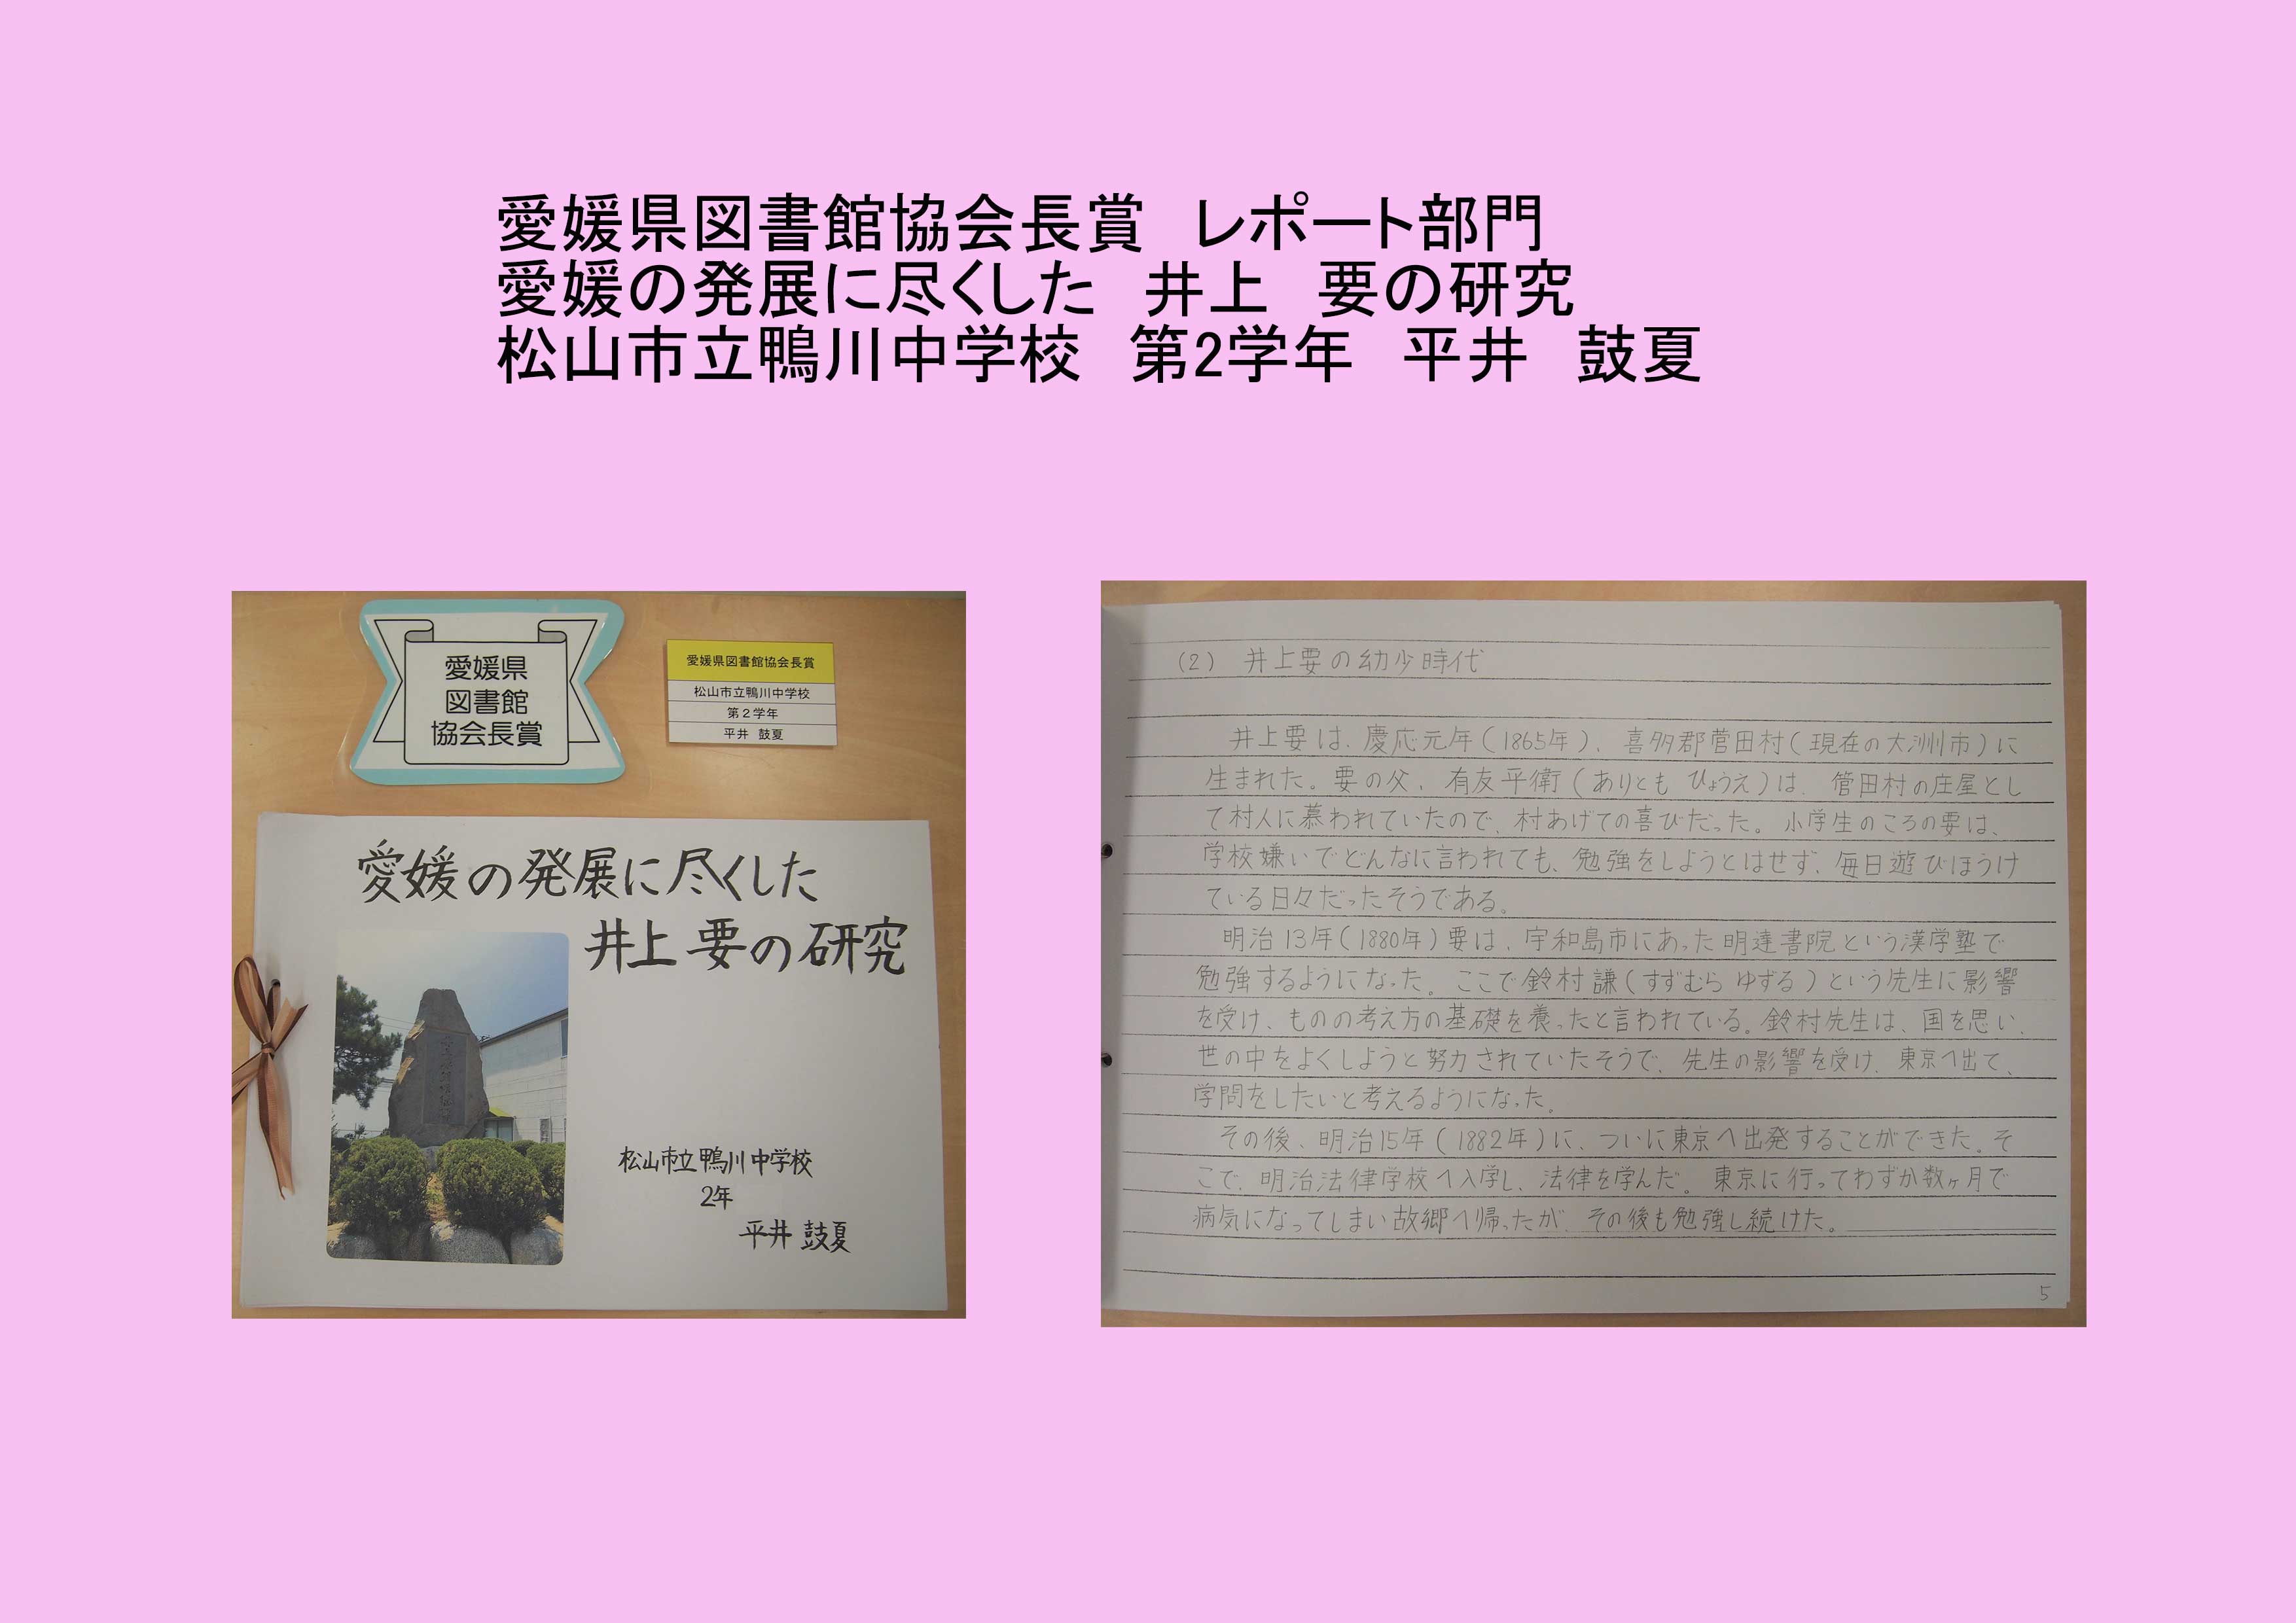 愛媛県図書館協会長賞　レポート部門
愛媛の発展に尽くした　井上　要の研究
松山市立鴨川中学校　第2学年　平井　鼓夏
愛媛県
図書館
協会長賞
愛媛県図書館協会長賞
松山市立鴨川中学校
第２学年
平井　鼓夏
愛媛の発展に尽くした
井上要の研究
松山市立鴨川中学校
2年
平井 鼓夏
(2)　井上要の幼少時代
井上要は、慶応元年(1865年)、喜多郡菅田村(現在の大洲市)に
生まれた。要の父、有友平衛(ありとも ひょうえ)は、管田村の庄屋とし
て村人に慕われていたので、村あげての喜びだった。小学生のころの要は、
学校嫌いでどんなに言われても、勉強をしようとはせず、毎日遊びほうけ
ている日々だったそうである。
明治13年(1880年)要は、宇和島市にあった明達書院という漢学塾で
勉強するようになった。ここで鈴村譲(すずむら ゆずる)という先生に影響
を受け、ものの考え方の基礎を養ったと言われている。鈴村先生は、国を思い、
世の中をよくしようと努力されていたそうで、先生の影響を受け、東京へ出て、
学問をしたいと考えるようになった。
その後、明治15年(1882年)に、ついに東京へ出発することができた。そ
こで、明治法律学校へ入学し、法律を学んだ。東京に行ってわずか数ヶ月で
病気になってしまい故郷へ帰ったが、その後も勉強し続けた。
5